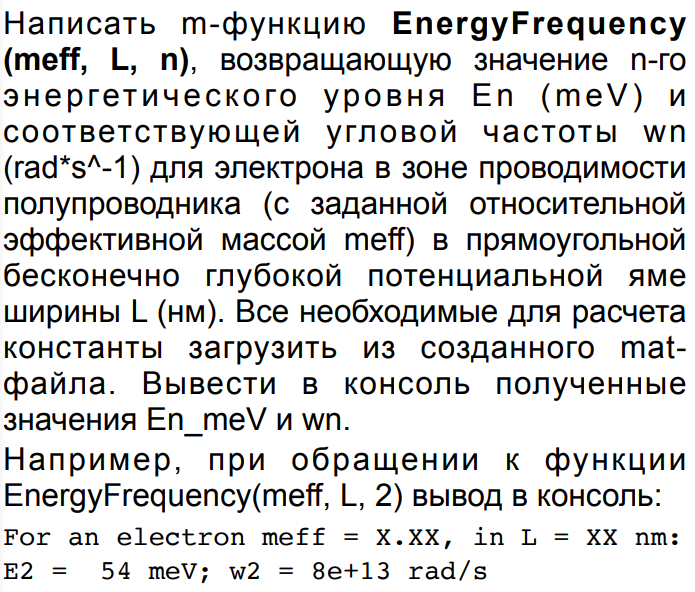 Написать m-функцию EnergyFrequency
(meff, L, n), возвращающую значение n-го
энергетического уровня En (meV) и
соответствующей угловой частоты wn
(rad*s^-1) для электрона в зоне проводимости
полупроводника (с заданной относительной
эффективной массой meff) в прямоугольной
бесконечно глубокой потенциальной яме
ширины L (нм). Все необходимые для расчета
константы загрузить из созданного mat-
файла. Вывести в консоль полученные
значения En_meV и wn.
Например, при обращении к функции
EnergyFrequency(meff, L, 2) вывод в консоль:
For an electron meff = X.XX, in L = XX nm:
E2 =  54 meV; w2 = 8e+13 rad/s